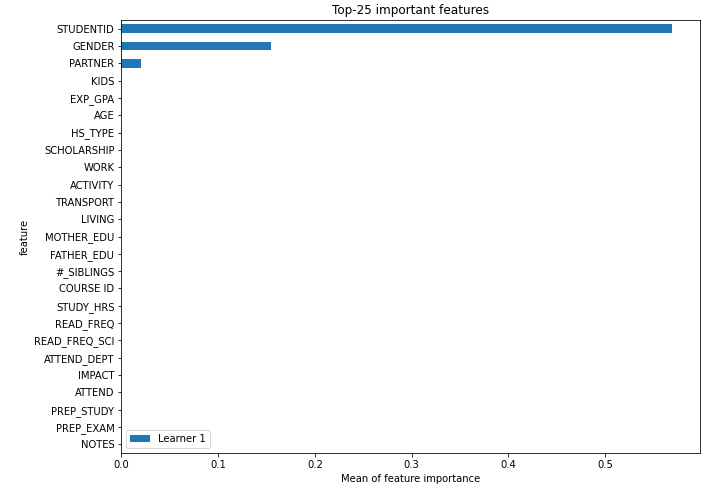 Top-25 important features
STUDENTID
GENDER
PARTNER
KIDS
EXP_GPA
AGE
HS_TYPE
SCHOLARSHIP
WORK
ACTIVITY
TRANSPORT
LIVING
MOTHER_EDU
FATHER_EDU
#_SIBLINGS
COURSE ID
STUDY_HRS
READ_FREQ
READ_FREQ_SCI
ATTEND_DEPT
IMPACT
ATTEND
PREP_STUDY
PREP_EXAM
NOTES
feature
Learner 1
0.0 0.1 0.2 0.3 0.4 0.5
Mean of feature importance